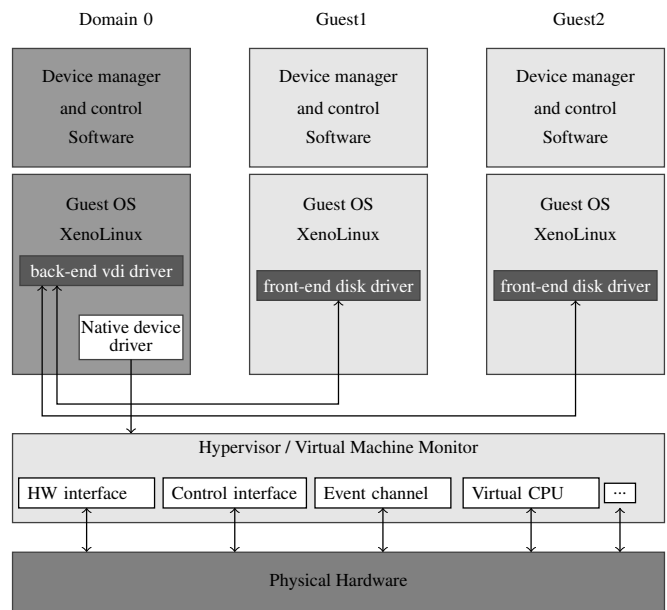 Domain 0
Guest1
Guest2
Device manager
and control
Software
Device manager
and control
Software
Device manager
and control
Software
Guest OS
XenoLinux
back-end vdi driver
Native device
driver
Guest OS
XenoLinux
front-end disk driver
Guest OS
XenoLinux
front-end disk driver
Hypervisor / Virtual Machine Monitor
HW interface
Control interface
Event channel
Virtual CPU
...
Physical Hardware